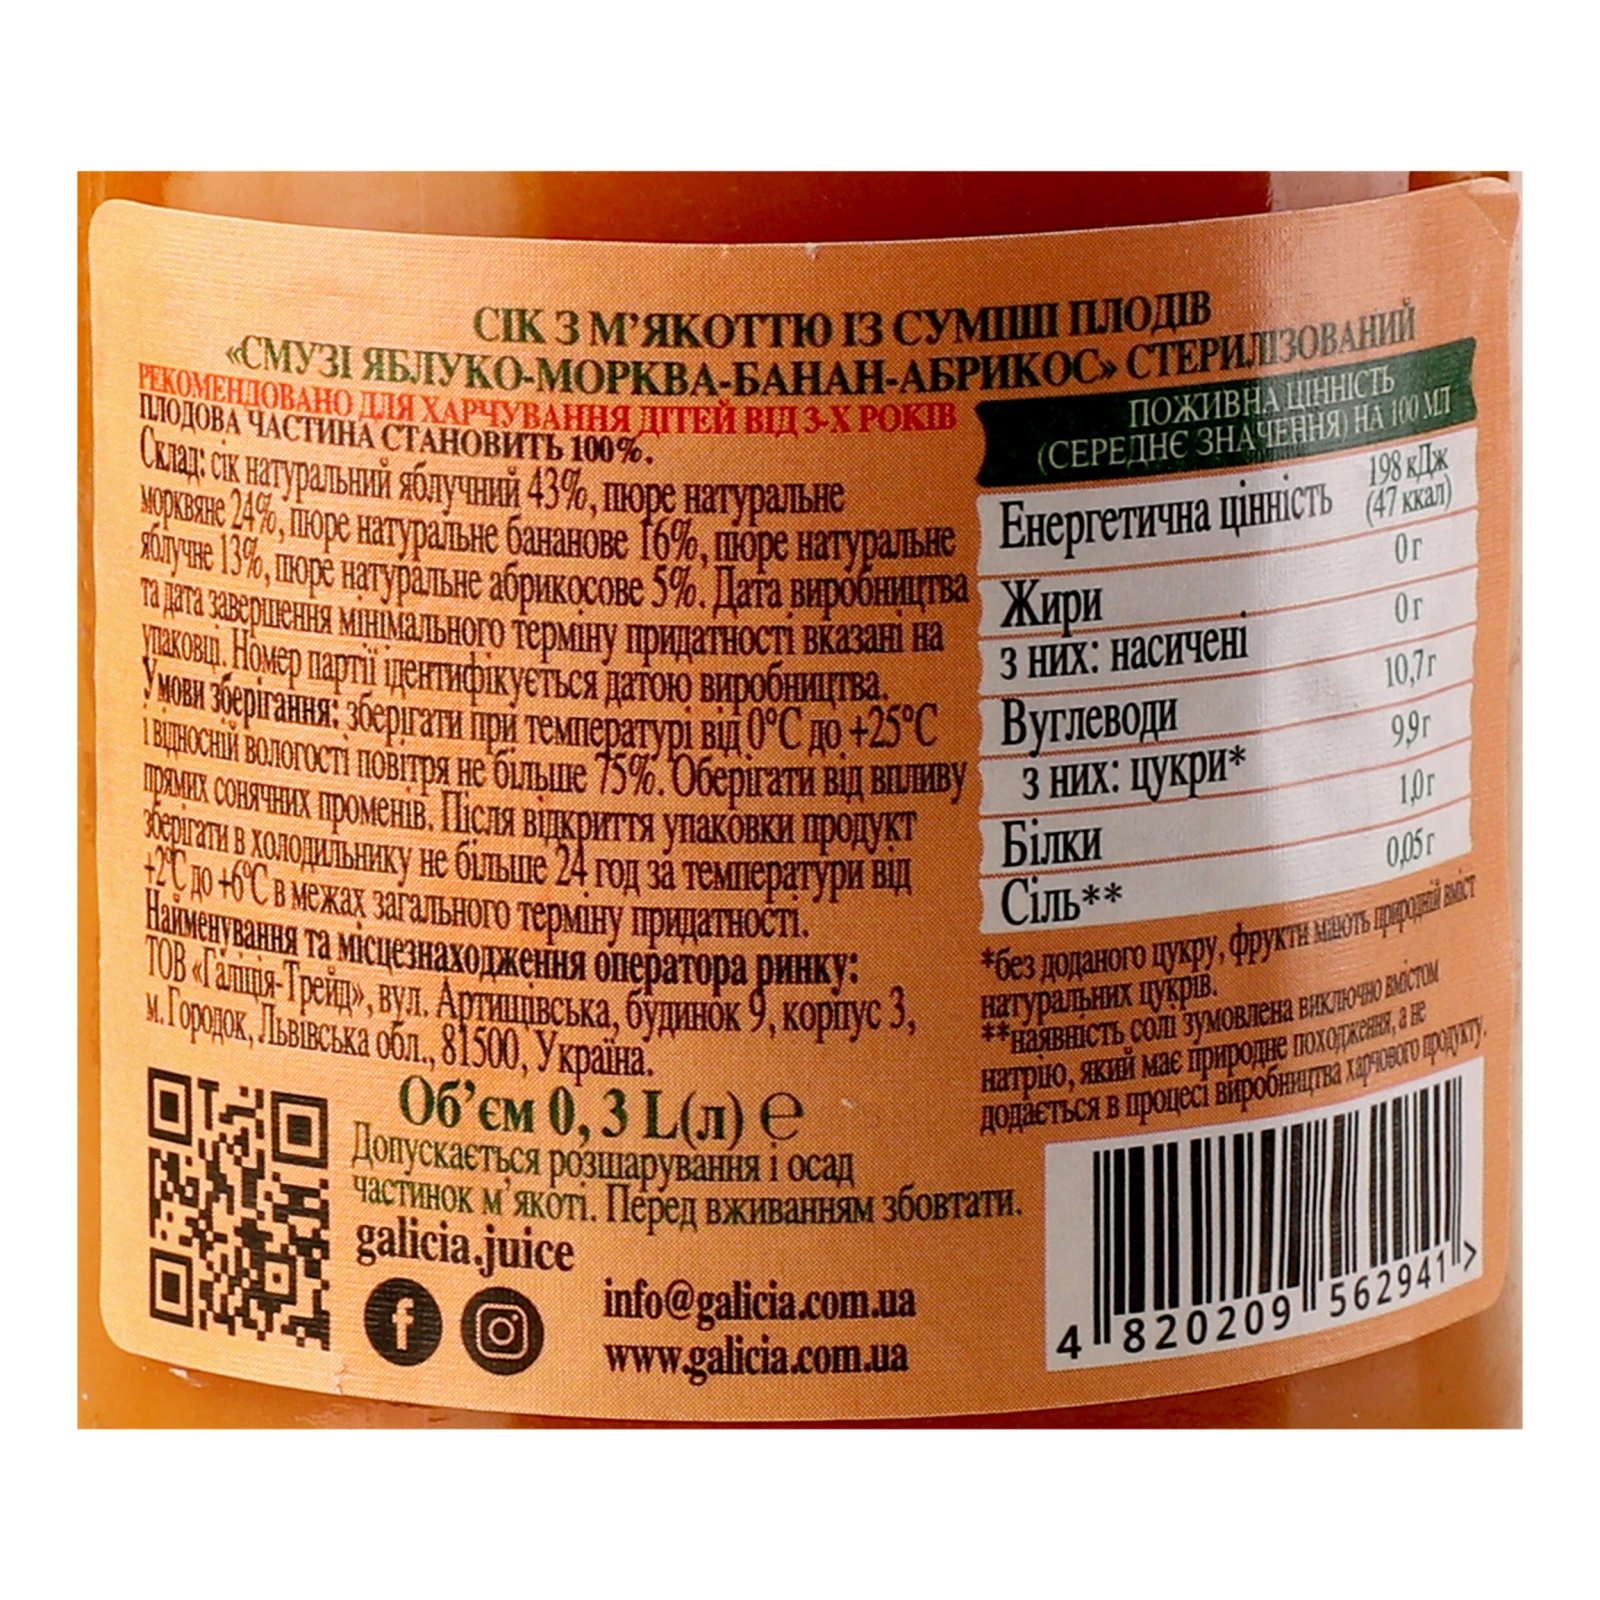 СІК З М’ЯКОТТЮ ІЗ СУМІШІ ПЛОДІВ
«СМУЗІ ЯБЛУКО-МОРКВА-БАНАН-АБРИКОС» СТЕРИЛІЗОВАНИЙ
РЕКОМЕНДОВАНО ДЛЯ ХАРЧУВАННЯ ДІТЕЙ ВІД 3-Х РОКІВ
ПЛОДОВА ЧАСТИНА СТАНОВИТЬ 100%.
Склад: сік натуральний яблучний 43%, пюре натуральне
морквяне 24%, пюре натуральне бананове 16%, пюре натуральне
яблучне 13%, пюре натуральне абрикосове 5%. Дата виробництва
та дата завершення мінімального терміну придатності вказані на
упаковці. Номер партії ідентифікується датою виробництва.
Умови зберігання: зберігати при температурі від 0°С до +25°С
і відносній вологості повітря не більше 75%. Оберігати від впливу
прямих сонячних променів. Після відкриття упаковки продукт
зберігати в холодильнику не більше 24 год за температури від
+2°С до +6°С в межах загального терміну придатності.
Найменування та місцезнаходження оператора ринку:
ТОВ «Галіція-Трейд», вул. Артищівська, будинок 9, корпус 3,
м. Городок, Львівська обл., 81500, Україна.
Об’єм 0, 3 L(л) ℮
Допускається розшарування і осад
частинок м’якоті. Перед вживанням збовтати.
galicia.juice
info@galicia.com.ua
www.galicia.com.ua
ПОЖИВНА ЦІННІСТЬ
(СЕРЕДНЄ ЗНАЧЕННЯ) НА 100 МЛ
Енергетична цінність 198 кДж
(47 ккал)
Жири 0 г
з них: насичені 0 г
Вуглеводи 10,7 г
з них: цукри* 9,9 г
Білки 1,0 г
Сіль** 0,05 г
*без доданого цукру, фрукти мають природній вміст
натуральних цукрів.
**наявність солі зумовлена виключно вмістом
натрію, який має природне походження, а не
додається в процесі виробництва харчового продукту.
4 820209 562941 >